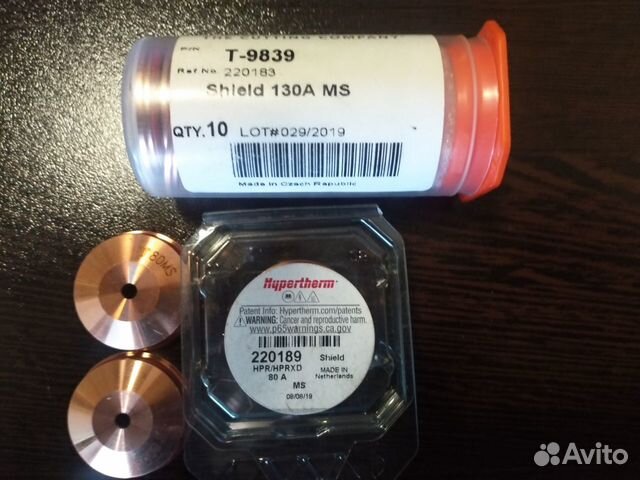 THE CUTTING COMPANY
P/N T-9839
Ref No. 220183
Shield 130A MS
QTY.10 LOT#029/2019
Made in Czech Republic
80MS
Hypertherm
Patent Info: Hypertherm.com/patents
WARNING: Cancer and reproductive harm.
www.p65warnings.ca.gov
220189 Shield
HPR/HPRXD MADE IN
80 A Netherlands
MS
09/06/19
Avito